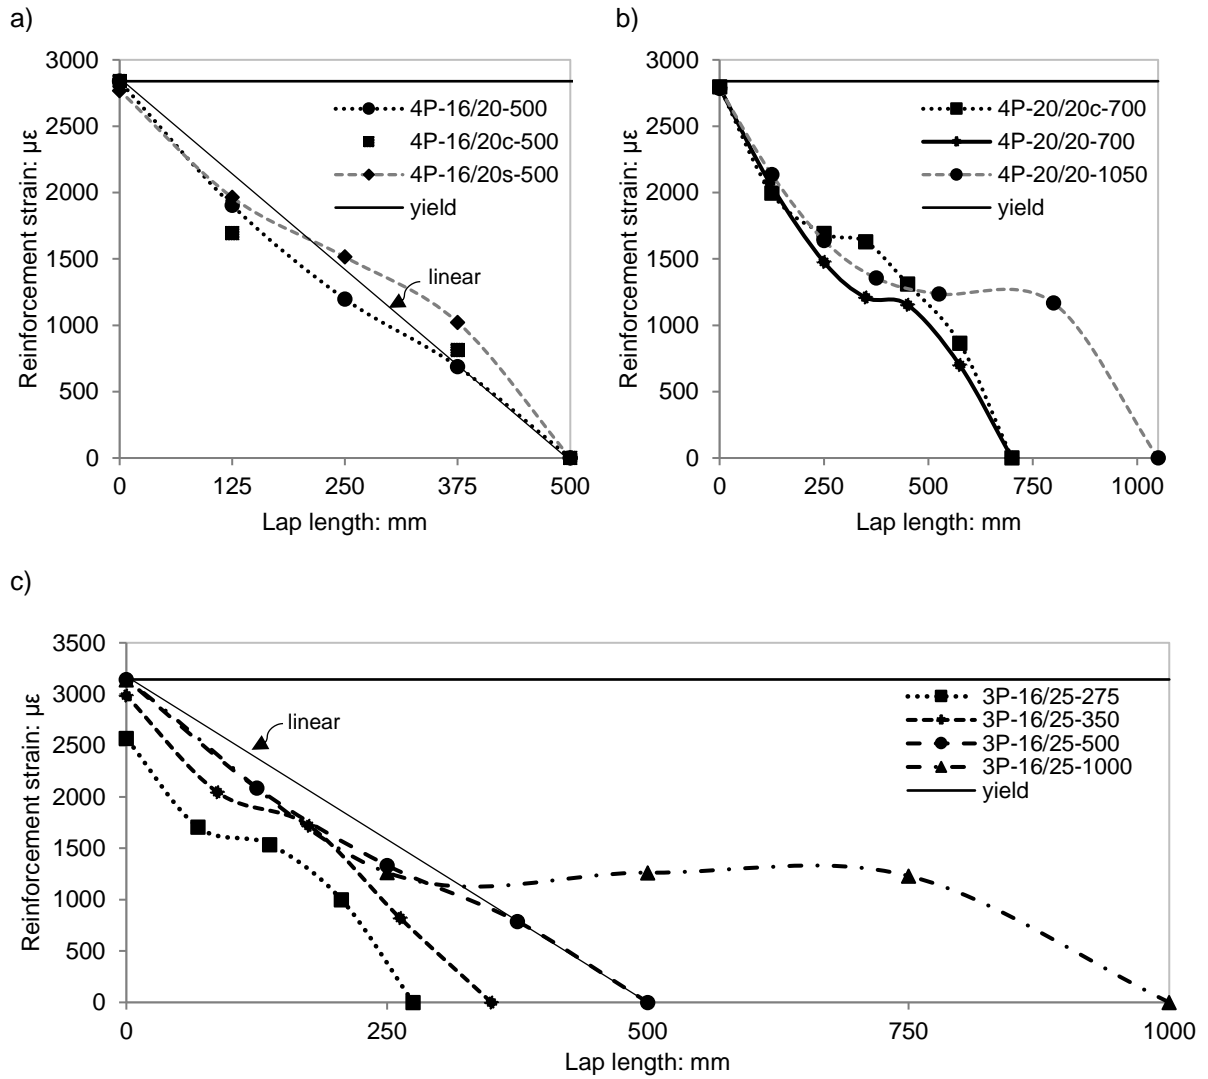 a)
3000
2500
2000
1500
1000
500
0
0 125 250 375 500
Reinforcement strain: με
Lap length: mm
4P-16/20-500
4P-16/20c-500
4P-16/20s-500
yield
linear
b)
3000
2500
2000
1500
1000
500
0
0 250 500 750 1000
Reinforcement strain: με
Lap length: mm
4P-20/20c-700
4P-20/20-700
4P-20/20-1050
yield
c)
3500
3000
2500
2000
1500
1000
500
0
0 250 500 750 1000
Reinforcement strain: με
Lap length: mm
linear
3P-16/25-275
3P-16/25-350
3P-16/25-500
3P-16/25-1000
yield